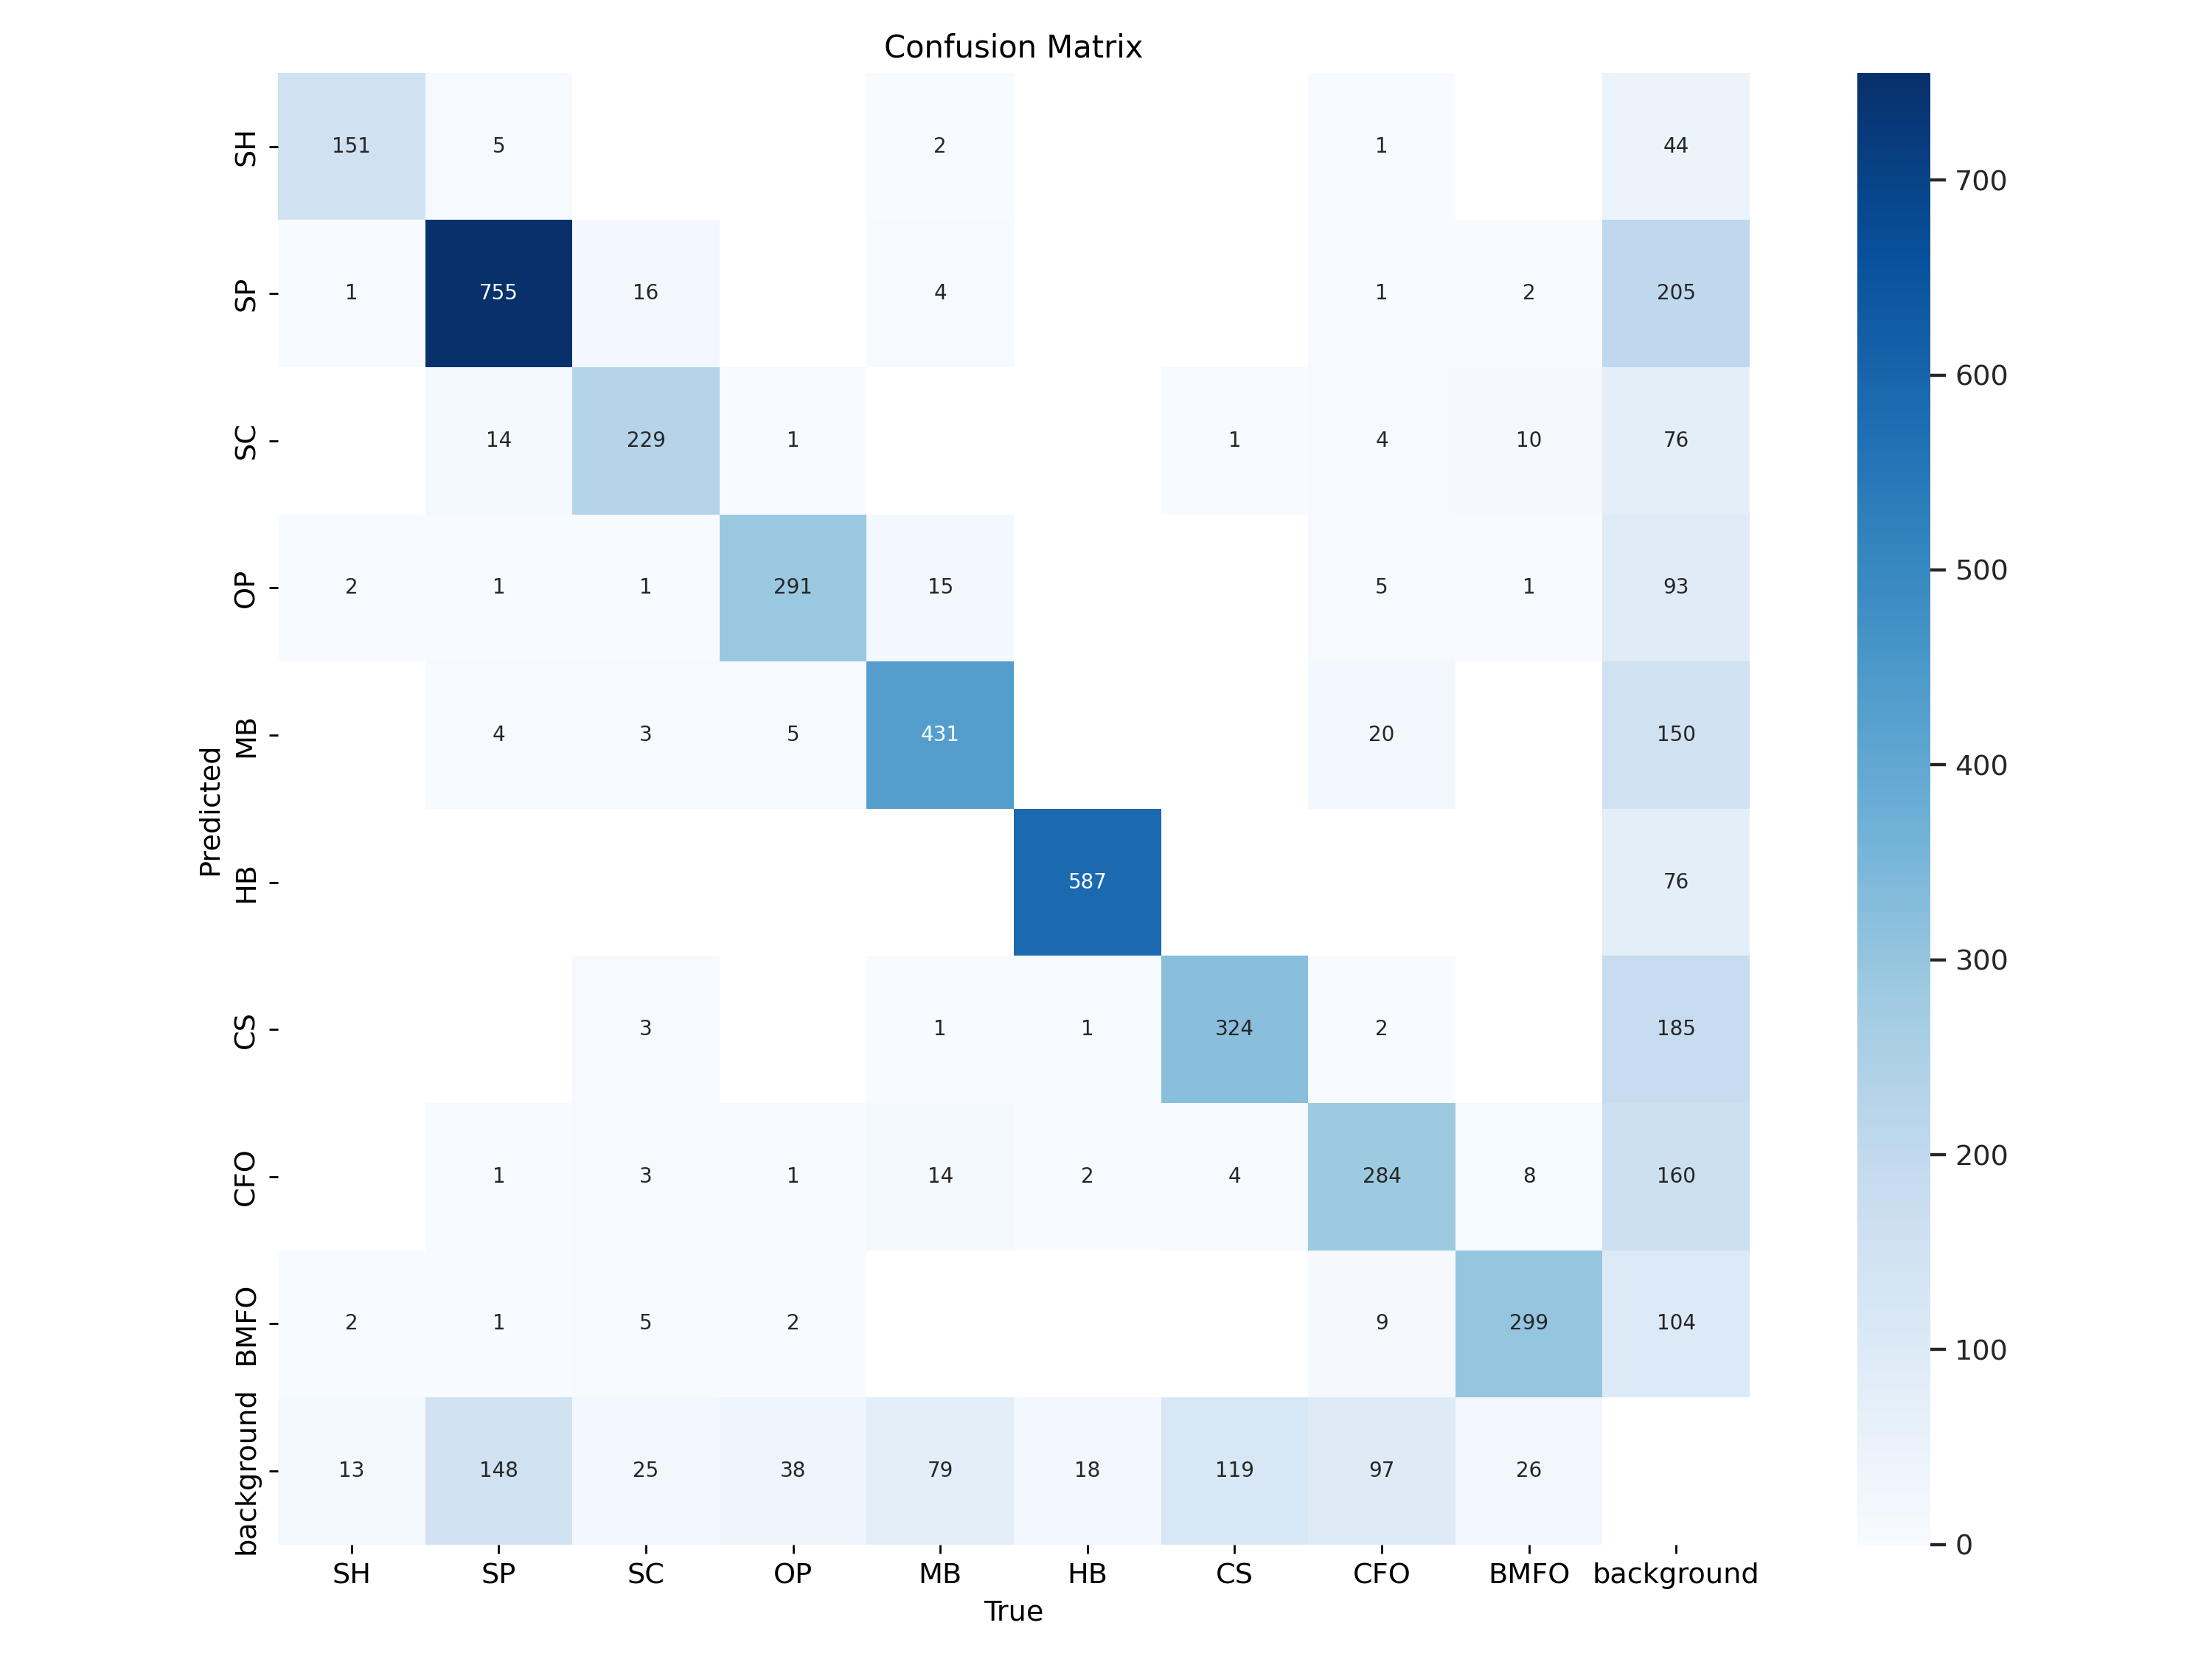 Confusion Matrix
SH 151 5 2 1 44
SP 1 755 16 4 1 2 205
SC 14 229 1 1 4 10 76
OP 2 1 1 291 15 5 1 93
MB 4 3 5 431 20 150
HB 587 76
CS 3 1 1 324 2 185
CFO 1 3 1 14 2 4 284 8 160
BMFO 2 1 5 2 9 299 104
background 13 148 25 38 79 18 119 97 26
SH SP SC OP MB HB CS CFO BMFO background
True
Predicted
700
600
500
400
300
200
100
0